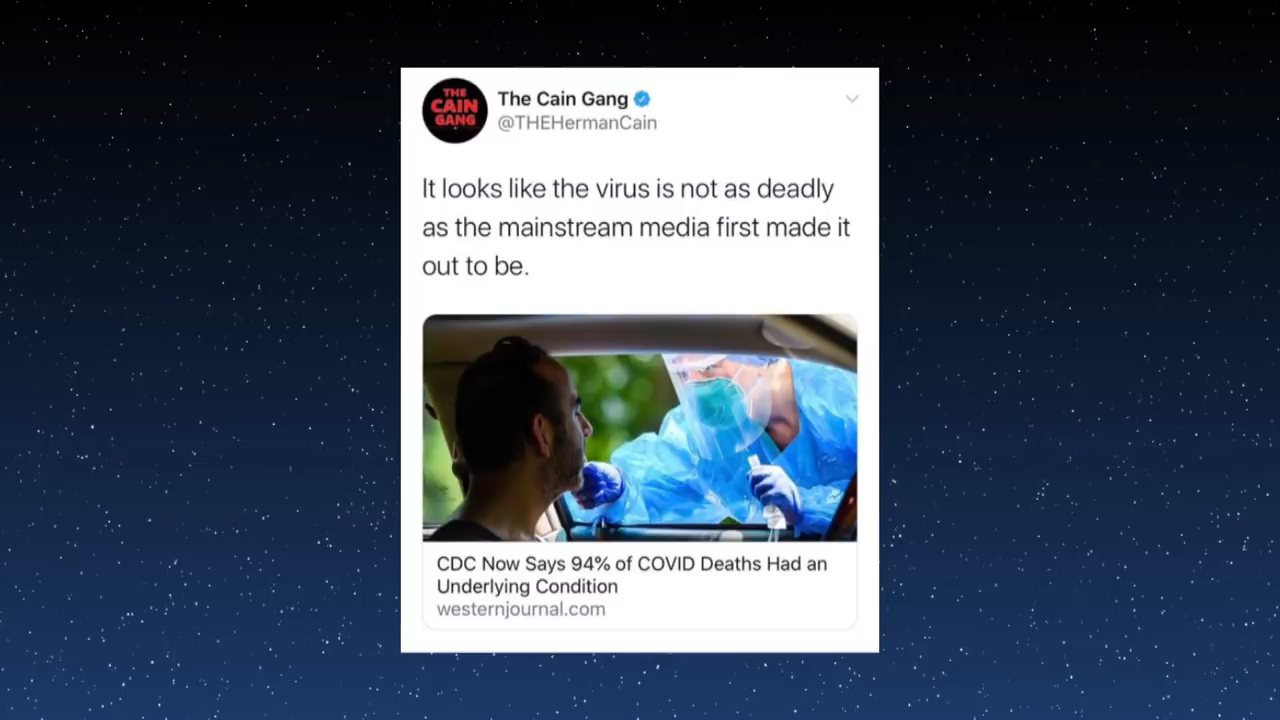 THE
CAIN
GANG
The Cain Gang
@THEHermanCain
It looks like the virus is not as deadly
as the mainstream media first made it
out to be.
CDC Now Says 94% of COVID Deaths Had an
Underlying Condition
westernjournal.com